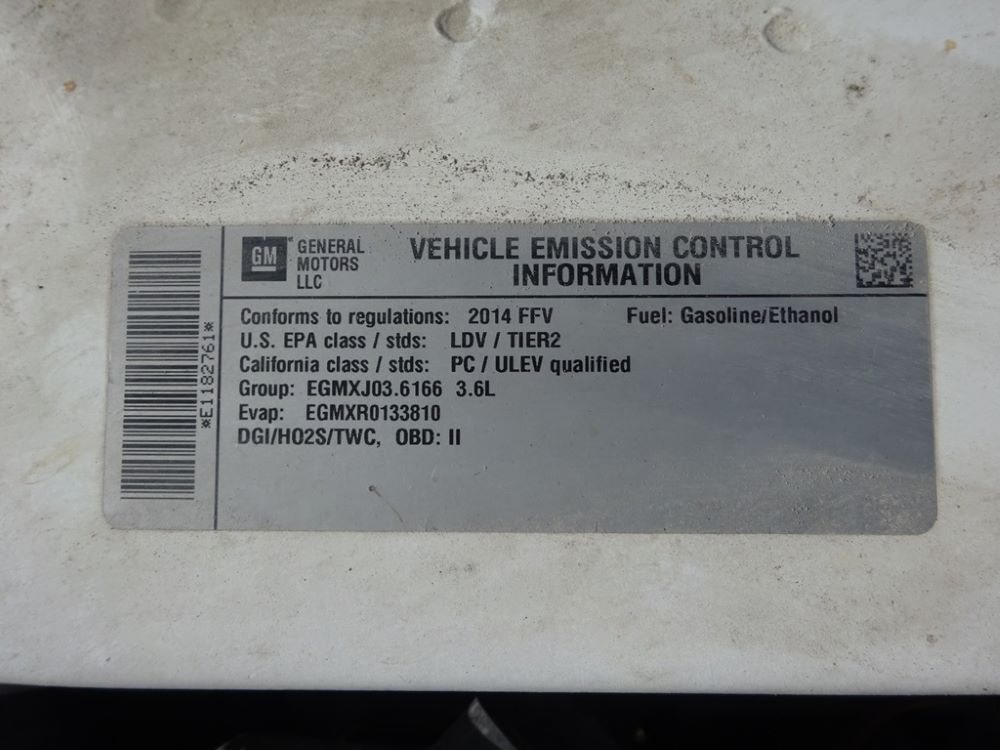 *E1182761*
GM
GENERAL
MOTORS
LLC
VEHICLE EMISSION CONTROL
INFORMATION
Conforms to regulations: 2014 FFV Fuel: Gasoline/Ethanol
U.S. EPA class / stds: LDV / TIER2
California class / stds: PC / ULEV qualified
Group: EGMXJ03.6166 3.6L
Evap: EGMXR0133810
DGI/HO2S/TWC, OBD: II